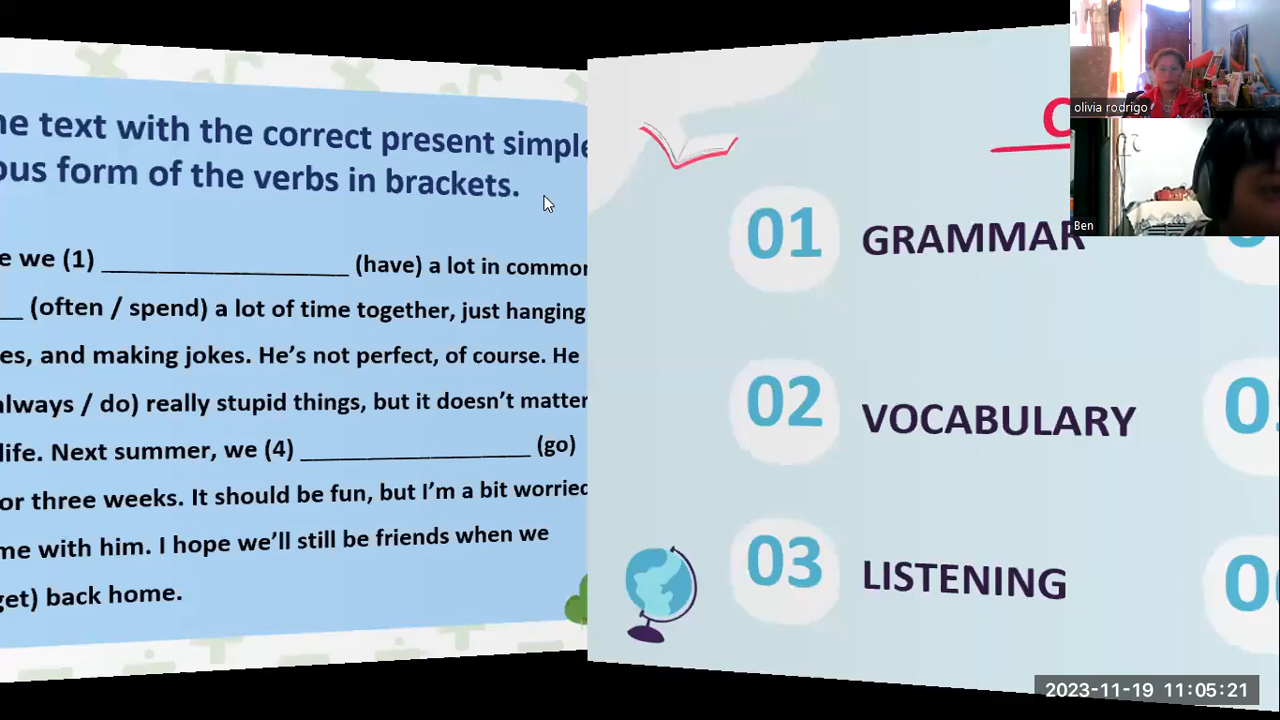 he text with the correct present simple
ous form of the verbs in brackets.
e we (1) ____________________ (have) a lot in common
__ (often / spend) a lot of time together, just hanging
es, and making jokes. He’s not perfect, of course. He
always / do) really stupid things, but it doesn’t matter
life. Next summer, we (4) ___________________ (go)
or three weeks. It should be fun, but I’m a bit worried
me with him. I hope we’ll still be friends when we
get) back home.
01 GRAMMAR
02 VOCABULARY
03 LISTENING
olivia rodrigo
Ben
2023-11-19 11:05:21